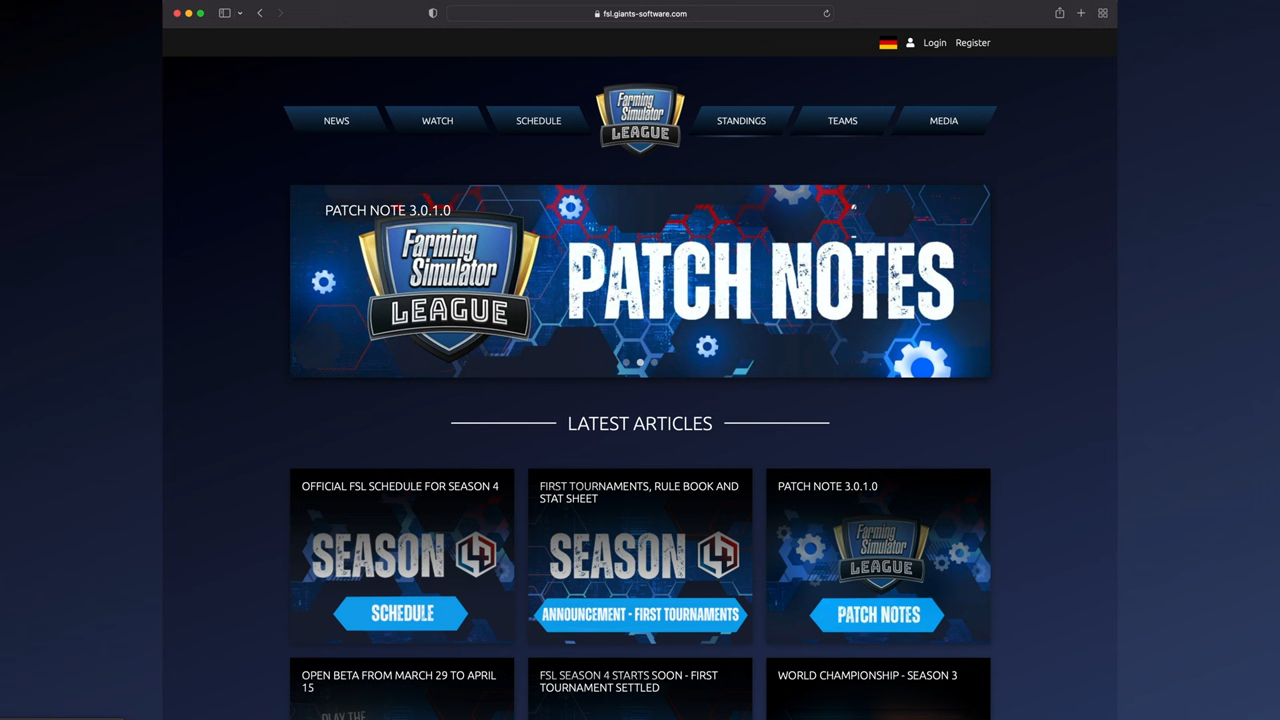 fsl.giants-software.com
Login Register
NEWS WATCH SCHEDULE Farming Simulator LEAGUE STANDINGS TEAMS MEDIA
PATCH NOTE 3.0.1.0
Farming
Simulator
LEAGUE
PATCH NOTES
LATEST ARTICLES
OFFICIAL FSL SCHEDULE FOR SEASON 4
SEASON 4
SCHEDULE
FIRST TOURNAMENTS, RULE BOOK AND
STAT SHEET
SEASON 4
ANNOUNCEMENT - FIRST TOURNAMENTS
PATCH NOTE 3.0.1.0
Farming
Simulator
LEAGUE
PATCH NOTES
OPEN BETA FROM MARCH 29 TO APRIL
15
PLAY THE
FSL SEASON 4 STARTS SOON - FIRST
TOURNAMENT SETTLED
WORLD CHAMPIONSHIP - SEASON 3